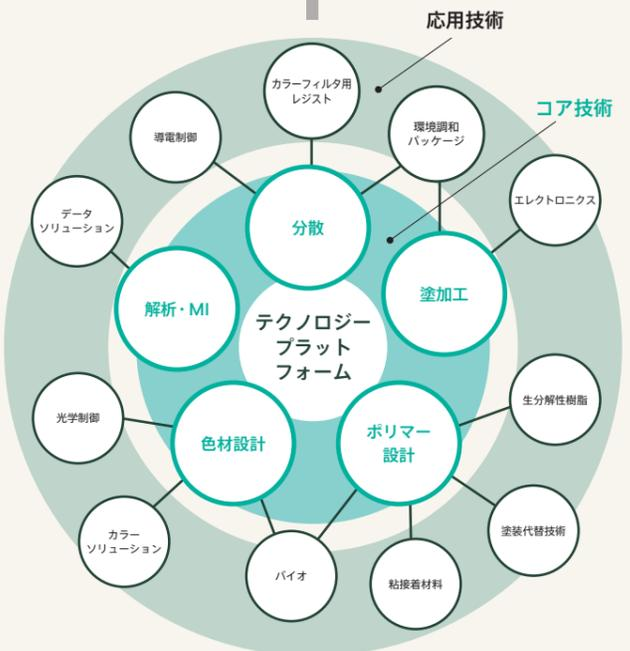 応用技術
コア技術
カラーフィルタ用
レジスト
導電制御
環境調和
パッケージ
エレクトロニクス
データ
ソリューション
分散
塗加工
解析・MI
テクノロジー
プラット
フォーム
色材設計
ポリマー
設計
光学制御
生分解性樹脂
カラー
ソリューション
塗装代替技術
バイオ
粘接着材料